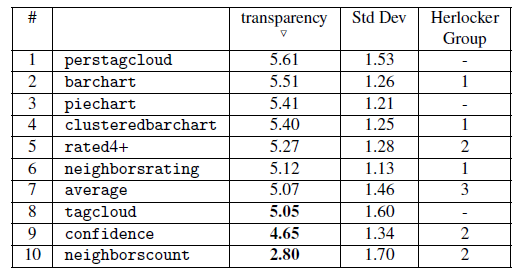 # transparency Std Dev Herlocker
▽ Group
1 perstagcloud 5.61 1.53 -
2 barchart 5.51 1.26 1
3 piechart 5.41 1.21 -
4 clusteredbarchart 5.40 1.25 1
5 rated4+ 5.27 1.28 2
6 neighborsrating 5.12 1.13 1
7 average 5.07 1.46 3
8 tagcloud 5.05 1.60 -
9 confidence 4.65 1.34 2
10 neighborscount 2.80 1.70 2